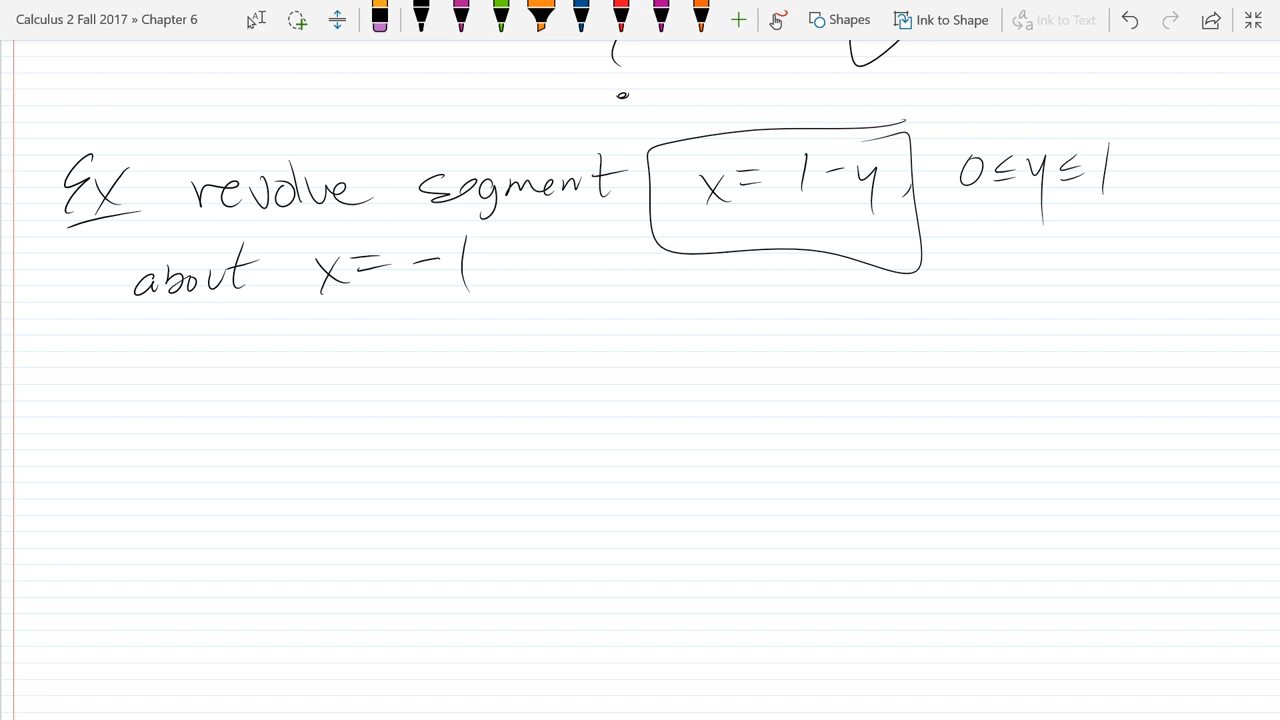 Calculus 2 Fall 2017 » Chapter 6
Shapes
Ink to Shape
Ink to Text
Ex revolve segment x = 1 - y, 0 ≤ y ≤ 1
about x = -1